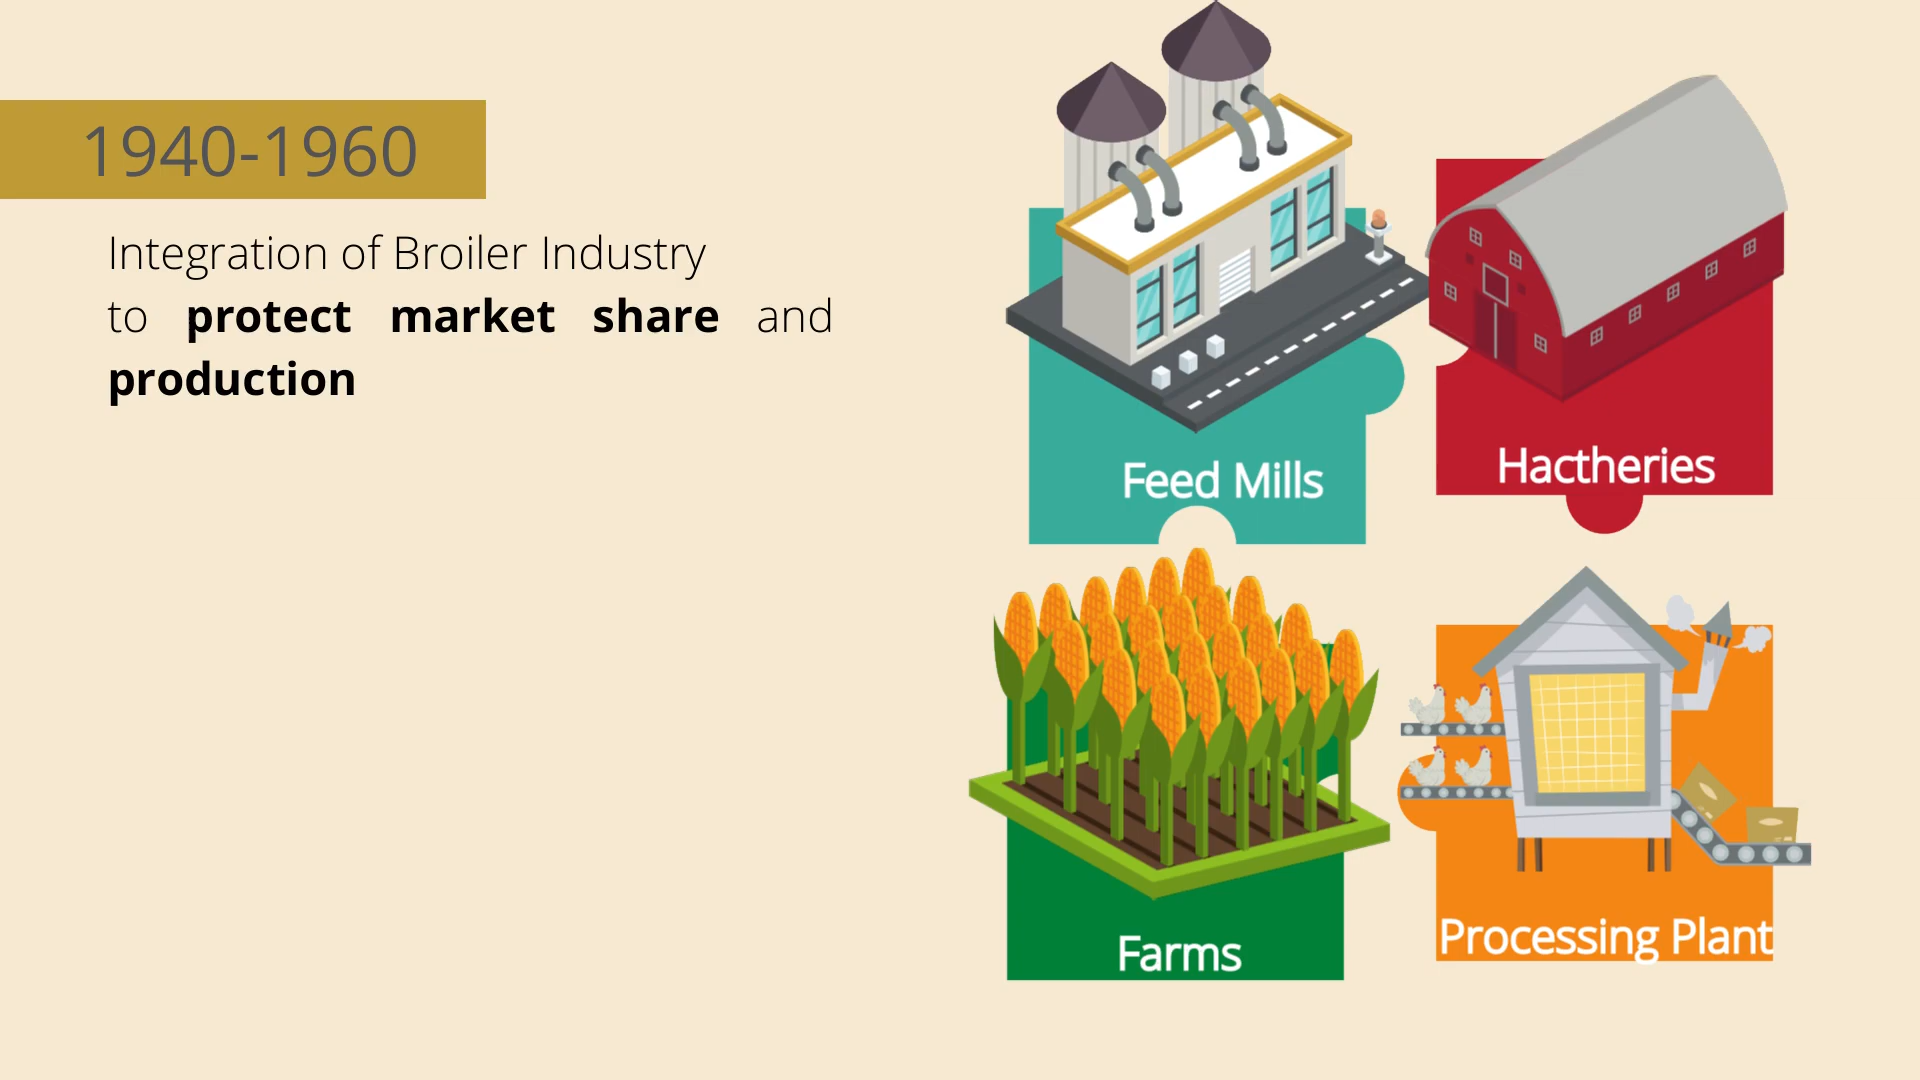 1940-1960
Integration of Broiler Industry
to protect market share and
production
Feed Mills
Hactheries
Farms
Processing Plant